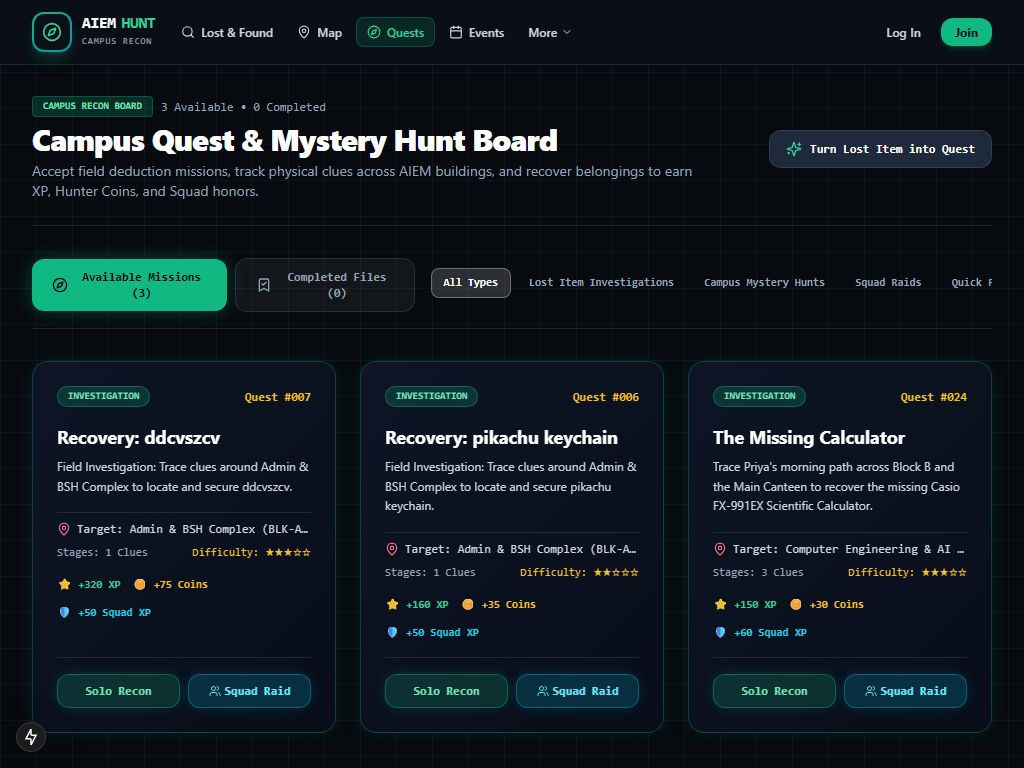 AIEM HUNT
CAMPUS RECON
Lost & Found
Map
Quests
Events
More
Log In
Join
CAMPUS RECON BOARD
3 Available • 0 Completed
Campus Quest & Mystery Hunt Board
Accept field deduction missions, track physical clues across AIEM buildings, and recover belongings to earn
XP, Hunter Coins, and Squad honors.
Turn Lost Item into Quest
Available Missions
(3)
Completed Files
(0)
All Types
Lost Item Investigations
Campus Mystery Hunts
Squad Raids
Quick
INVESTIGATION
Quest #007
Recovery: ddcvszcv
Field Investigation: Trace clues around Admin &
BSH Complex to locate and secure ddcvszcv.
Target: Admin & BSH Complex (BLK-A…
Stages: 1 Clues
Difficulty: ★★★☆☆
+320 XP
+75 Coins
+50 Squad XP
Solo Recon
Squad Raid
INVESTIGATION
Quest #006
Recovery: pikachu keychain
Field Investigation: Trace clues around Admin &
BSH Complex to locate and secure pikachu
keychain.
Target: Admin & BSH Complex (BLK-A…
Stages: 1 Clues
Difficulty: ★★☆☆☆
+160 XP
+35 Coins
+50 Squad XP
Solo Recon
Squad Raid
INVESTIGATION
Quest #024
The Missing Calculator
Trace Priya's morning path across Block B and
the Main Canteen to recover the missing Casio
FX-991EX Scientific Calculator.
Target: Computer Engineering & AI …
Stages: 3 Clues
Difficulty: ★★★☆☆
+150 XP
+30 Coins
+60 Squad XP
Solo Recon
Squad Raid